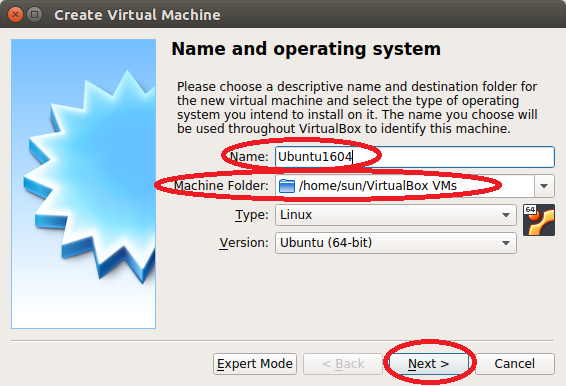 Create Virtual Machine
Name and operating system
Please choose a descriptive name and destination folder for
the new virtual machine and select the type of operating
system you intend to install on it. The name you choose will
be used throughout VirtualBox to identify this machine.
Name: Ubuntu1604
Machine Folder: /home/sun/VirtualBox VMs
Type: Linux
64
Version: Ubuntu (64-bit)
Expert Mode < Back Next > Cancel